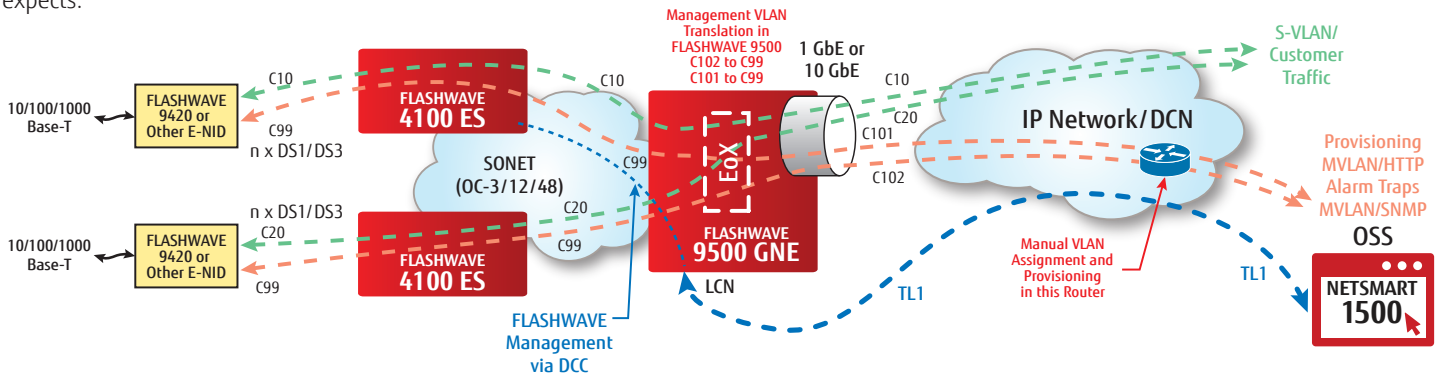 expects.
Management VLAN
Translation in
FLASHWAVE 9500
C102 to C99
C101 to C99
1 GbE or
10 GbE
S-VLAN/
Customer
Traffic
10/100/1000
Base-T
FLASHWAVE
9420 or
Other E-NID
C10
C99
n x DS1/DS3
FLASHWAVE
4100 ES
C10
SONET
(OC-3/12/48)
C99
EoX
FLASHWAVE
9500 GNE
C10
C20
C101
C102
IP Network/DCN
Provisioning
MVLAN/HTTP
Alarm Traps
MVLAN/SNMP
10/100/1000
Base-T
FLASHWAVE
9420 or
Other E-NID
n x DS1/DS3
C20
C99
FLASHWAVE
4100 ES
C20
C99
LCN
FLASHWAVE
Management
via DCC
TL1
Manual VLAN
Assignment and
Provisioning
in this Router
TL1
OSS
NETSMART
1500